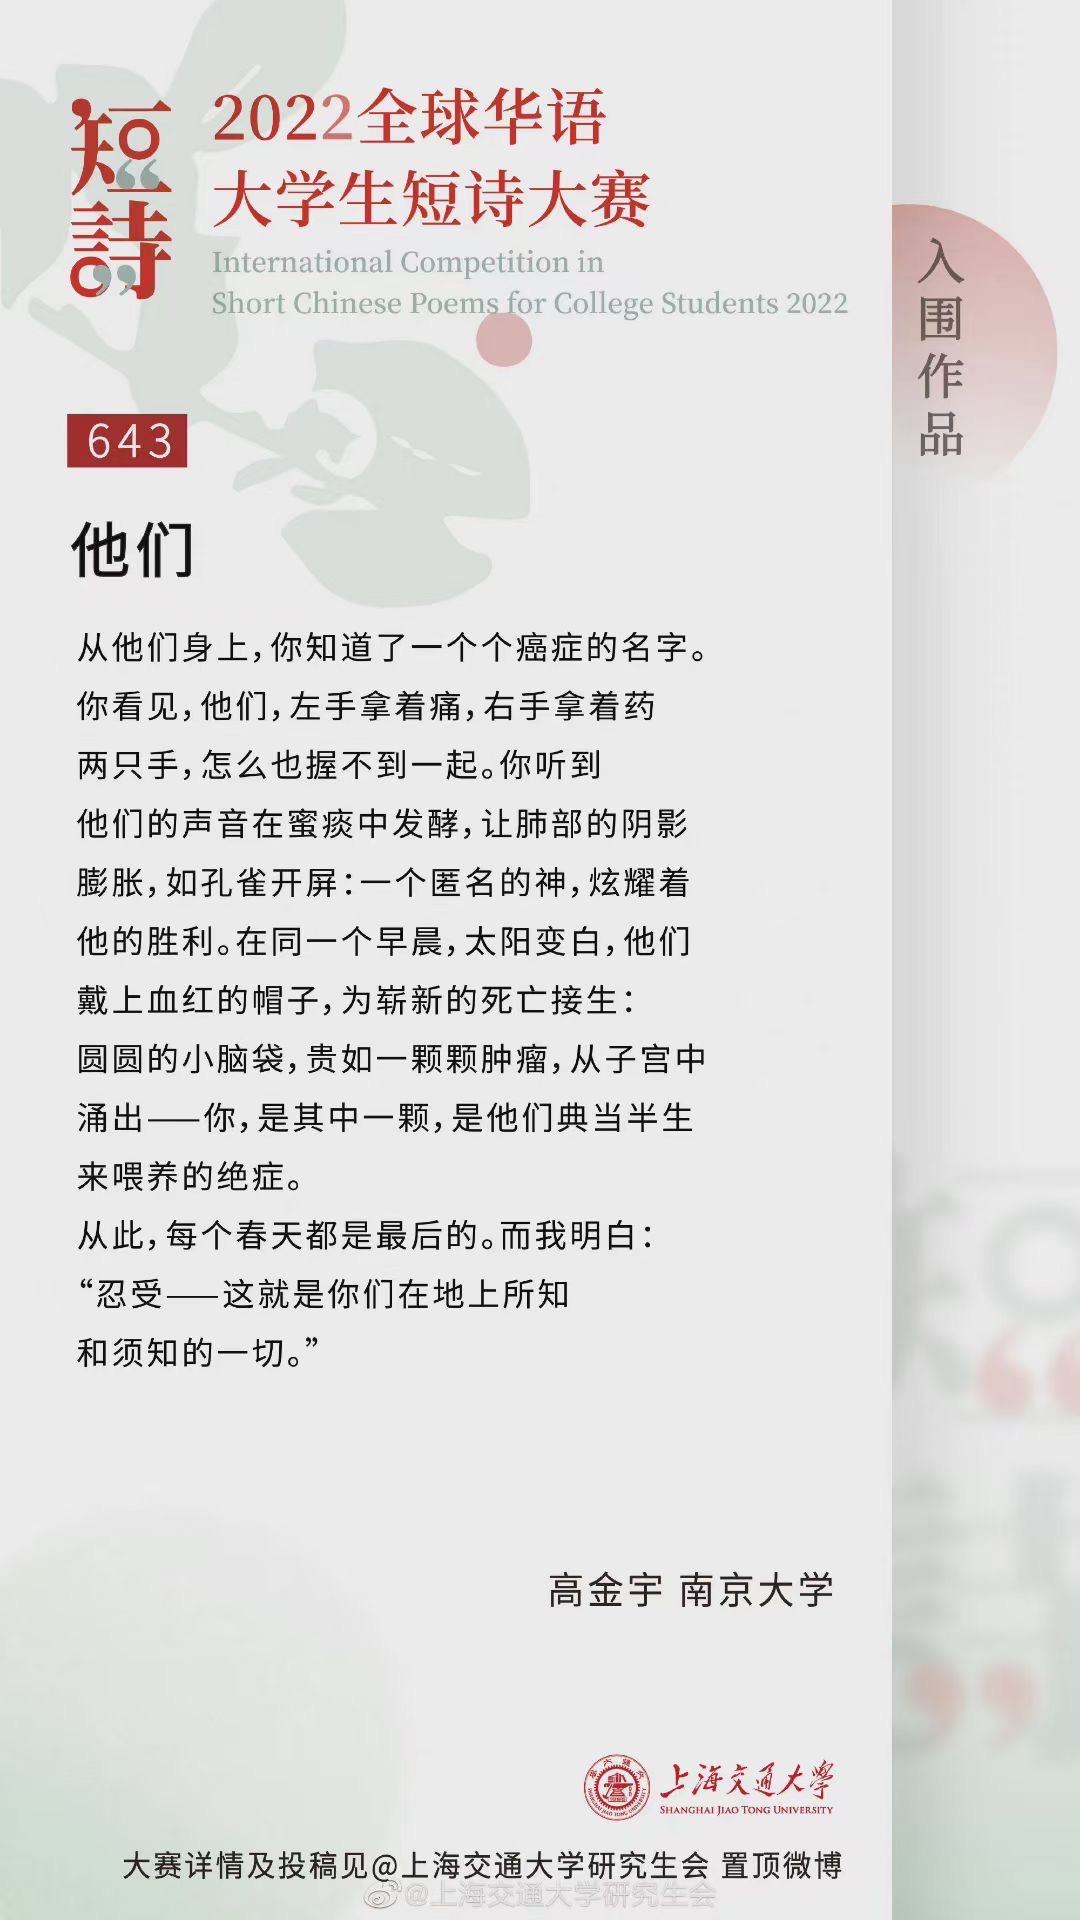 短詩
2022全球华语
大学生短诗大赛
International Competition in
Short Chinese Poems for College Students 2022
入围作品
643
他们
从他们身上，你知道了一个个癌症的名字。
你看见，他们，左手拿着痛，右手拿着药
两只手，怎么也握不到一起。你听到
他们的声音在蜜痰中发酵，让肺部的阴影
膨胀，如孔雀开屏：一个匿名的神，炫耀着
他的胜利。在同一个早晨，太阳变白，他们
戴上血红的帽子，为崭新的死亡接生：
圆圆的小脑袋，贵如一颗颗肿瘤，从子宫中
涌出——你，是其中一颗，是他们典当半生
来喂养的绝症。
从此，每个春天都是最后的。而我明白：
“忍受——这就是你们在地上所知
和须知的一切。”
高金宇 南京大学
上海交通大学
SHANGHAI JIAO TONG UNIVERSITY
大赛详情及投稿见@上海交通大学研究生会 置顶微博
@上海交通大学研究生会